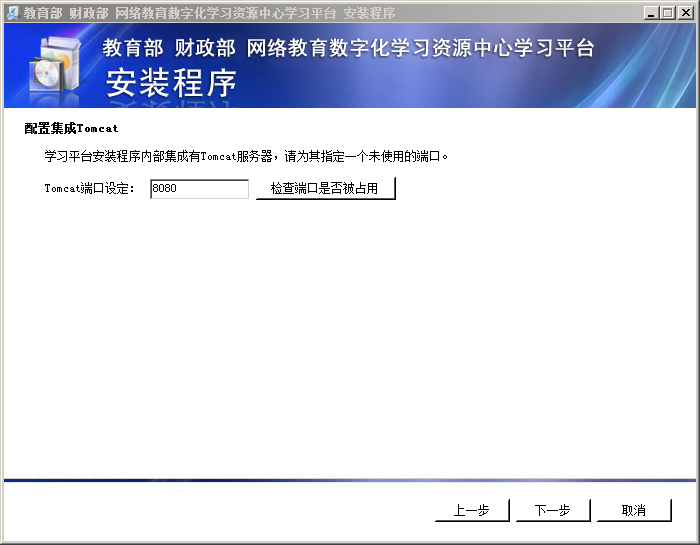 教育部 财政部 网络教育数字化学习资源中心学习平台 安装程序
教育部 财政部 网络教育数字化学习资源中心学习平台
安装程序
配置集成Tomcat
学习平台安装程序内部集成有Tomcat服务器，请为其指定一个未使用的端口。
Tomcat端口设定： 8080 检查端口是否被占用
上一步 下一步 取消